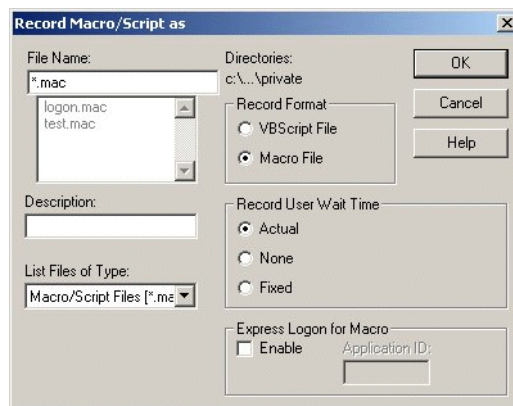 Record Macro/Script as
File Name:
*.mac
logon.mac
test.mac
Description:
List Files of Type:
Macro/Script Files [*.ma
Directories:
c:\...\private
Record Format
VBScript File
Macro File
Record User Wait Time
Actual
None
Fixed
Express Logon for Macro
Enable
Application ID:
OK
Cancel
Help